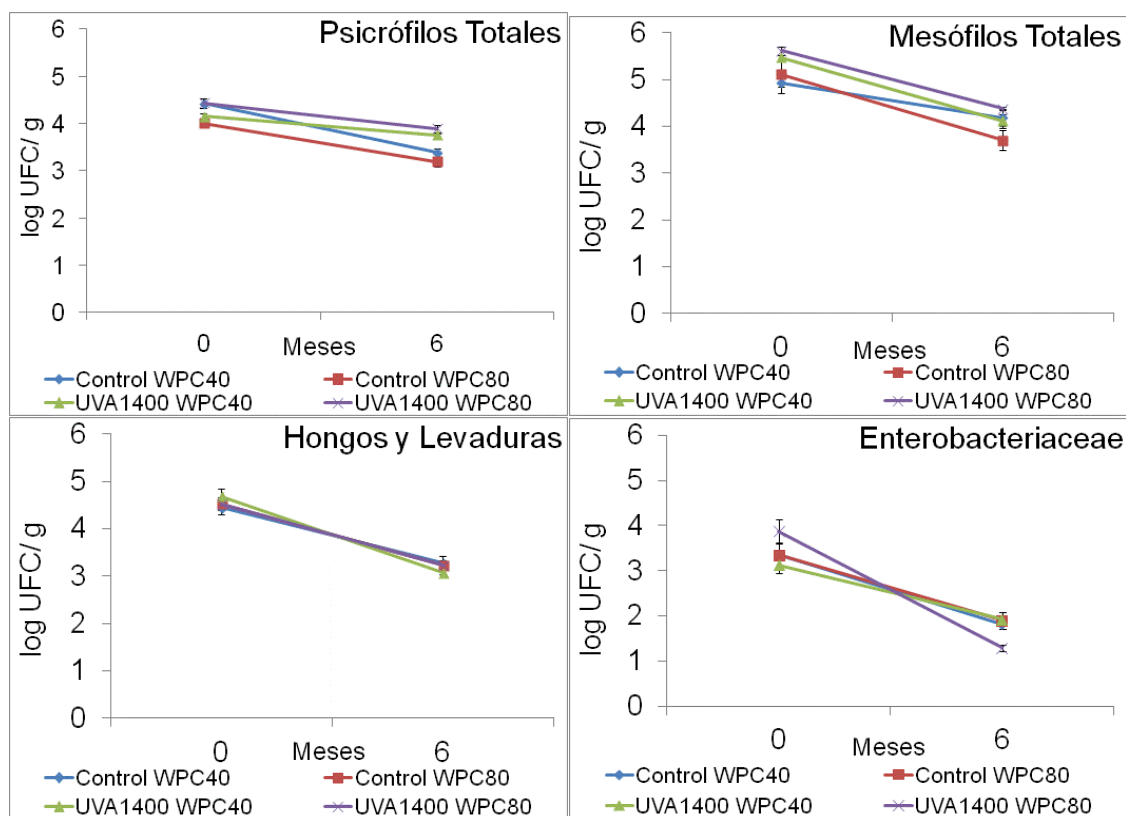 Psicrófilos Totales
log UFC/ g
6
5
4
3
2
1
0
0 Meses 6
Control WPC40 Control WPC80
UVA1400 WPC40 UVA1400 WPC80
Mesófilos Totales
log UFC/ g
6
5
4
3
2
1
0
0 Meses 6
Control WPC40 Control WPC80
UVA1400 WPC40 UVA1400 WPC80
Hongos y Levaduras
log UFC/ g
6
5
4
3
2
1
0
0 Meses 6
Control WPC40 Control WPC80
UVA1400 WPC40 UVA1400 WPC80
Enterobacteriaceae
log UFC/ g
6
5
4
3
2
1
0
0 Meses 6
Control WPC40 Control WPC80
UVA1400 WPC40 UVA1400 WPC80